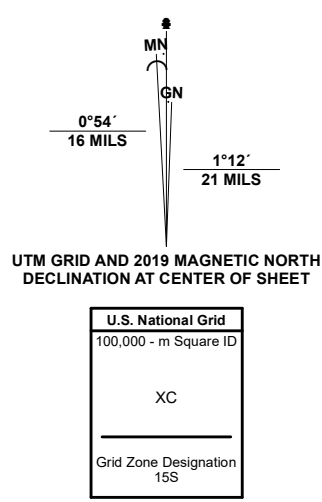 MN
GN
0°54´
16 MILS
1°12´
21 MILS
UTM GRID AND 2019 MAGNETIC NORTH
DECLINATION AT CENTER OF SHEET
U.S. National Grid
100,000 - m Square ID
XC
Grid Zone Designation
15S